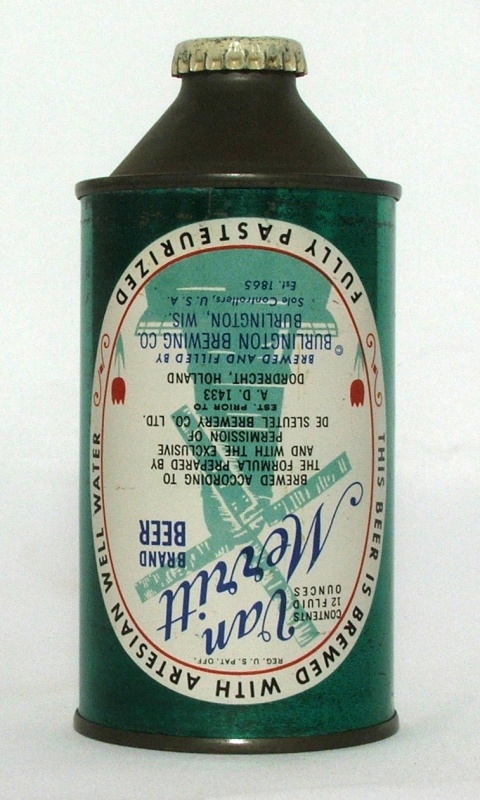 REG. U. S. PAT. OFF.
Van
Merritt
CONTENTS
12 FLUID
OUNCES
BRAND
BEER
BREWED ACCORDING TO
THE FORMULA PREPARED BY
AND WITH THE EXCLUSIVE
PERMISSION OF
DE SLEUTEL BREWERY CO. LTD.
EST. PRIOR TO
A. D. 1433
DORDRECHT, HOLLAND
BREWED AND FILLED BY
©BURLINGTON BREWING CO.
BURLINGTON, WIS.
Sole Controllers, U. S. A.
Est. 1865
THIS BEER IS BREWED WITH ARTESIAN WELL WATER
FULLY PASTEURIZED